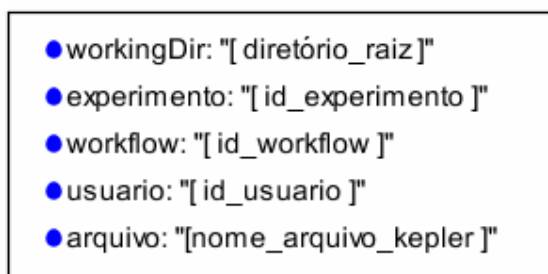 workingDir: "[ diretório_raiz ]"
experimento: "[ id_experimento ]"
workflow: "[ id_workflow ]"
usuario: "[ id_usuario ]"
arquivo: "[nome_arquivo_kepler ]"